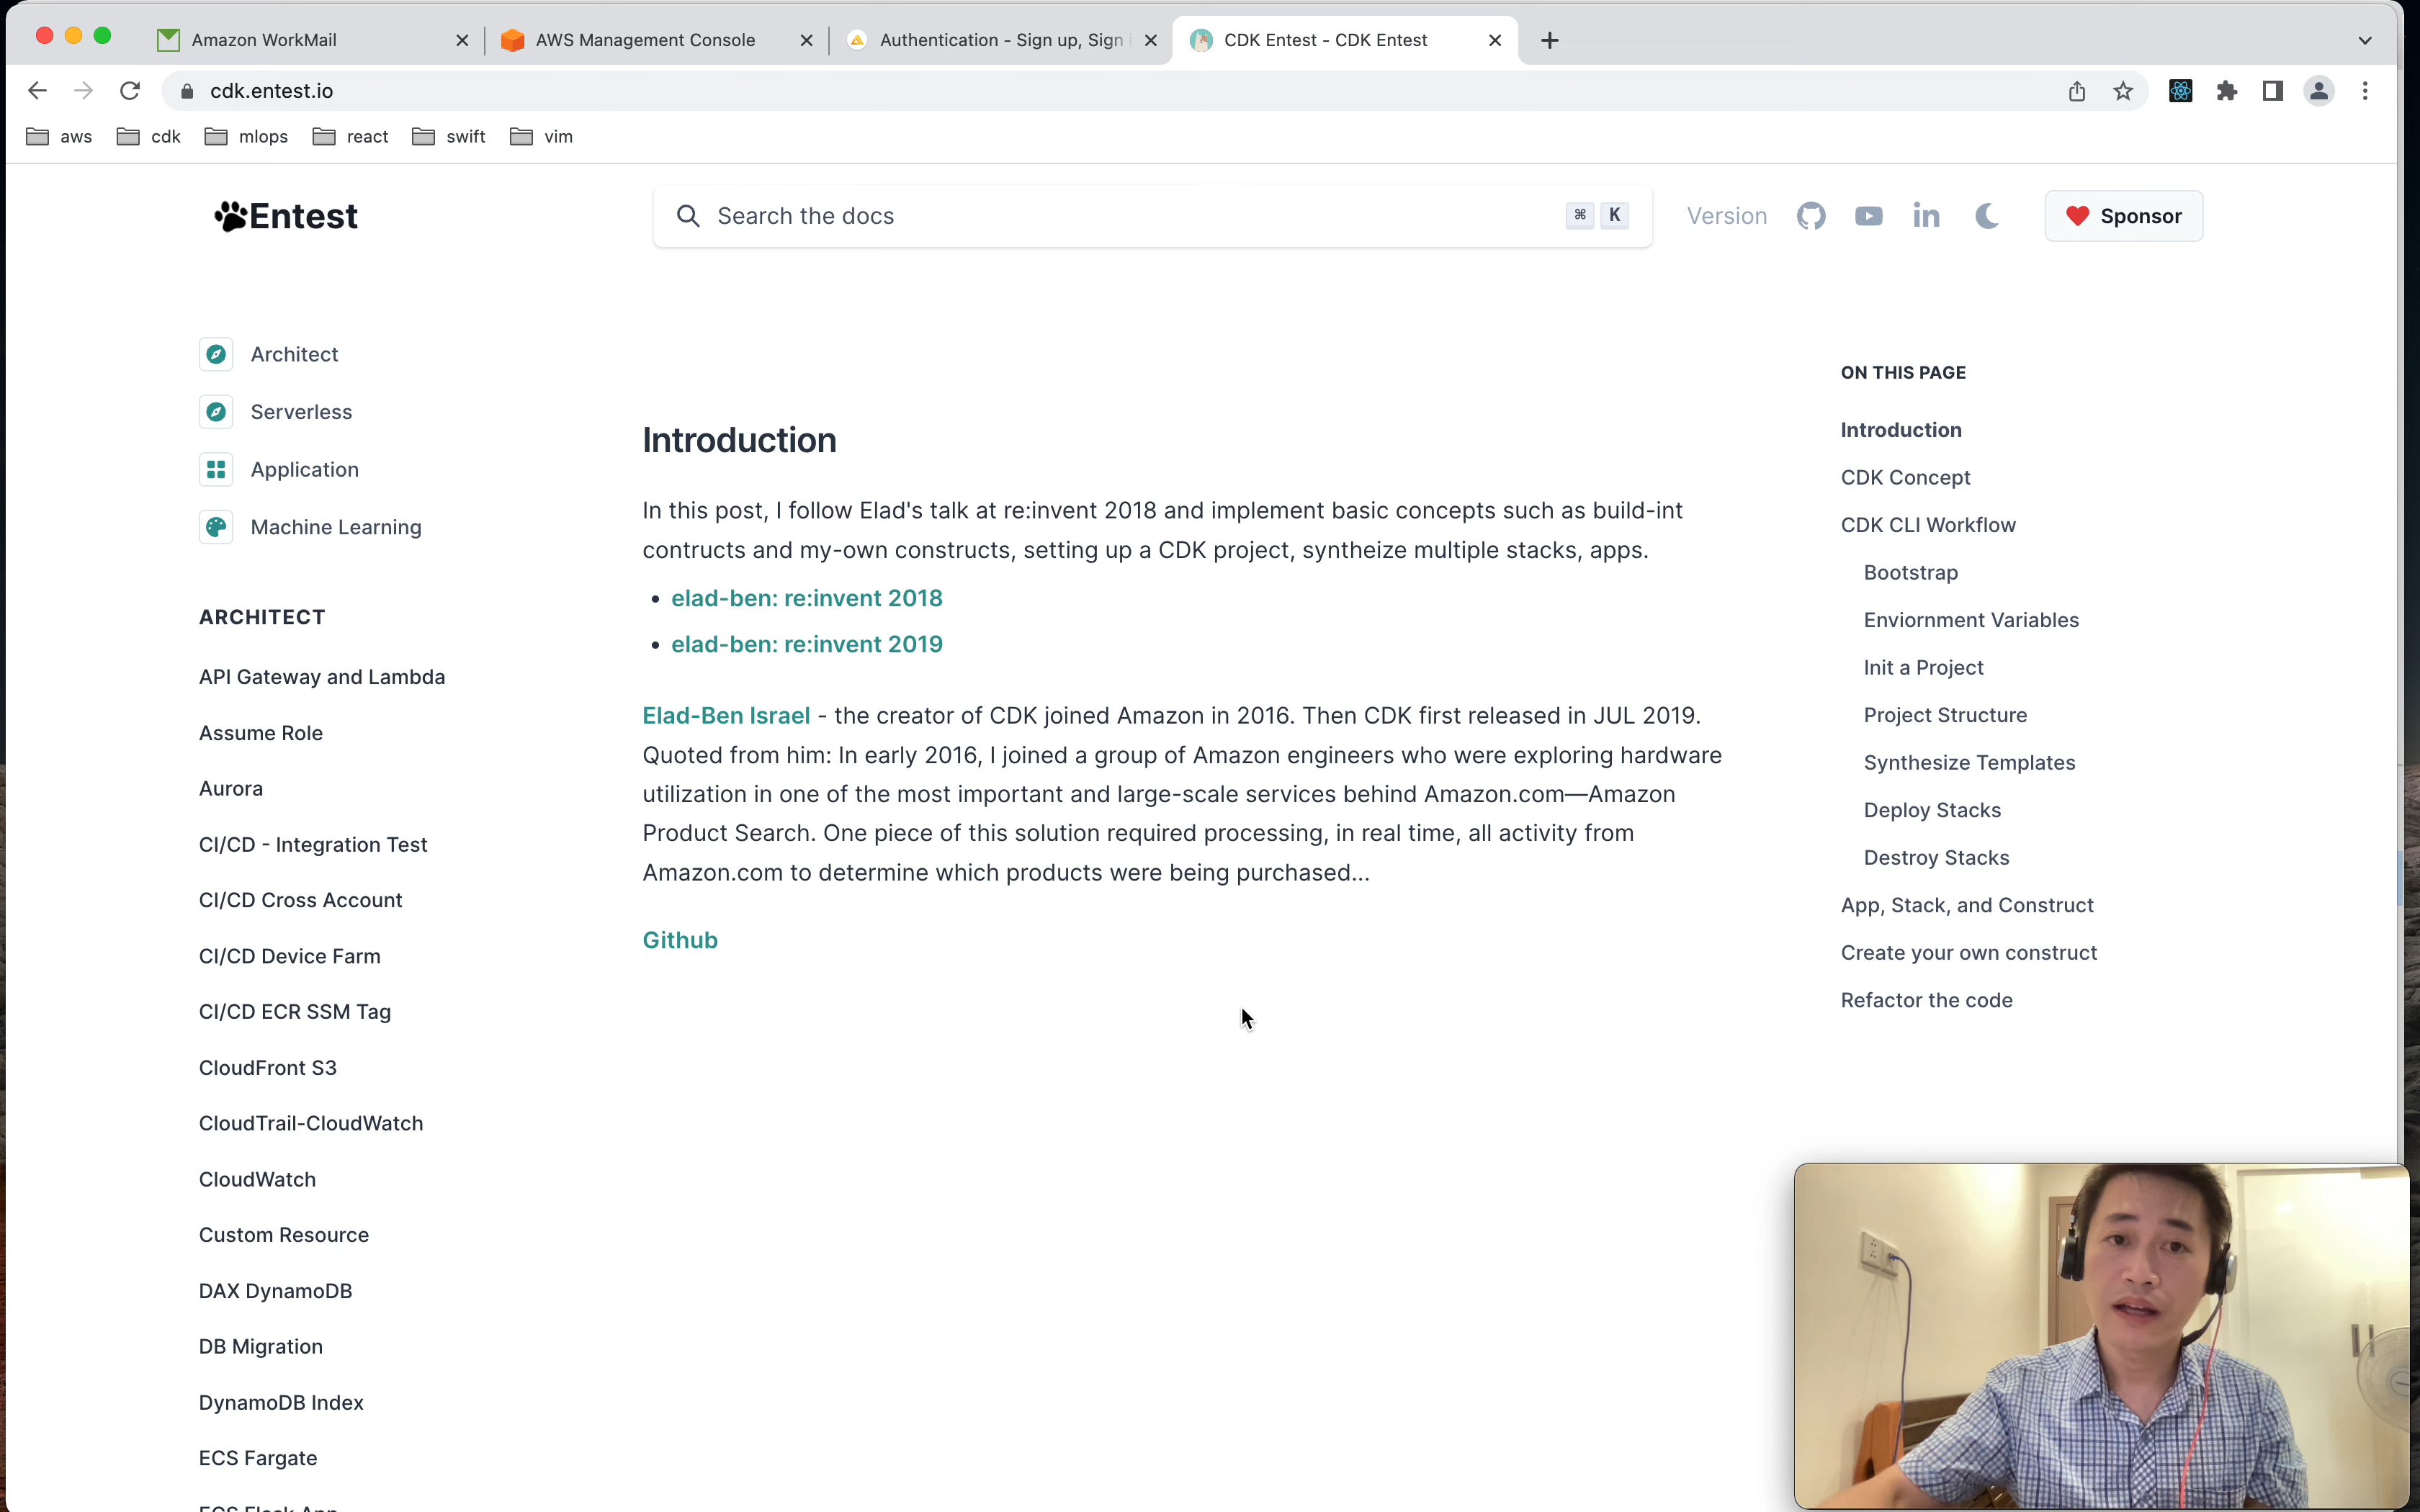 Amazon WorkMail
AWS Management Console
Authentication - Sign up, Sign i
CDK Entest - CDK Entest
cdk.entest.io
aws
cdk
mlops
react
swift
vim
Entest
Search the docs
⌘ K
Version
Sponsor
Architect
Serverless
Application
Machine Learning
ARCHITECT
API Gateway and Lambda
Assume Role
Aurora
CI/CD - Integration Test
CI/CD Cross Account
CI/CD Device Farm
CI/CD ECR SSM Tag
CloudFront S3
CloudTrail-CloudWatch
CloudWatch
Custom Resource
DAX DynamoDB
DB Migration
DynamoDB Index
ECS Fargate
Introduction
In this post, I follow Elad's talk at re:invent 2018 and implement basic concepts such as build-int
contructs and my-own constructs, setting up a CDK project, syntheize multiple stacks, apps.
• elad-ben: re:invent 2018
• elad-ben: re:invent 2019
Elad-Ben Israel - the creator of CDK joined Amazon in 2016. Then CDK first released in JUL 2019.
Quoted from him: In early 2016, I joined a group of Amazon engineers who were exploring hardware
utilization in one of the most important and large-scale services behind Amazon.com—Amazon
Product Search. One piece of this solution required processing, in real time, all activity from
Amazon.com to determine which products were being purchased...
Github
ON THIS PAGE
Introduction
CDK Concept
CDK CLI Workflow
Bootstrap
Enviornment Variables
Init a Project
Project Structure
Synthesize Templates
Deploy Stacks
Destroy Stacks
App, Stack, and Construct
Create your own construct
Refactor the code